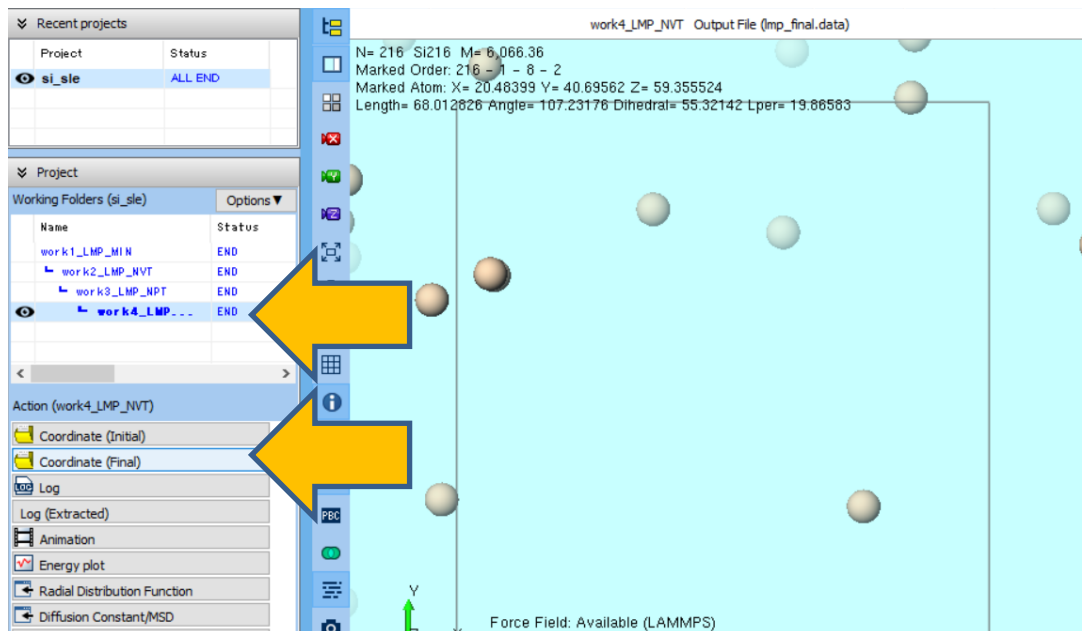 Recent projects
Project Status
si_sle ALL END
Project
Working Folders (si_sle) Options▼
Name Status
work1_LMP_MIN END
work2_LMP_NVT END
work3_LMP_NPT END
work4_LMP... END
Action (work4_LMP_NVT)
Coordinate (Initial)
Coordinate (Final)
LOG Log
Log (Extracted)
Animation
Energy plot
Radial Distribution Function
Diffusion Constant/MSD
X
Y
Z
PBC
work4_LMP_NVT Output File (lmp_final.data)
N= 216 Si216 M= 6,066.36
Marked Order: 216 - 1 - 8 - 2
Marked Atom: X= 20.48399 Y= 40.69562 Z= 59.355524
Length= 68.012826 Angle= 107.23176 Dihedral= 55.32142 Lper= 19.86583
Y
Force Field: Available (LAMMPS)